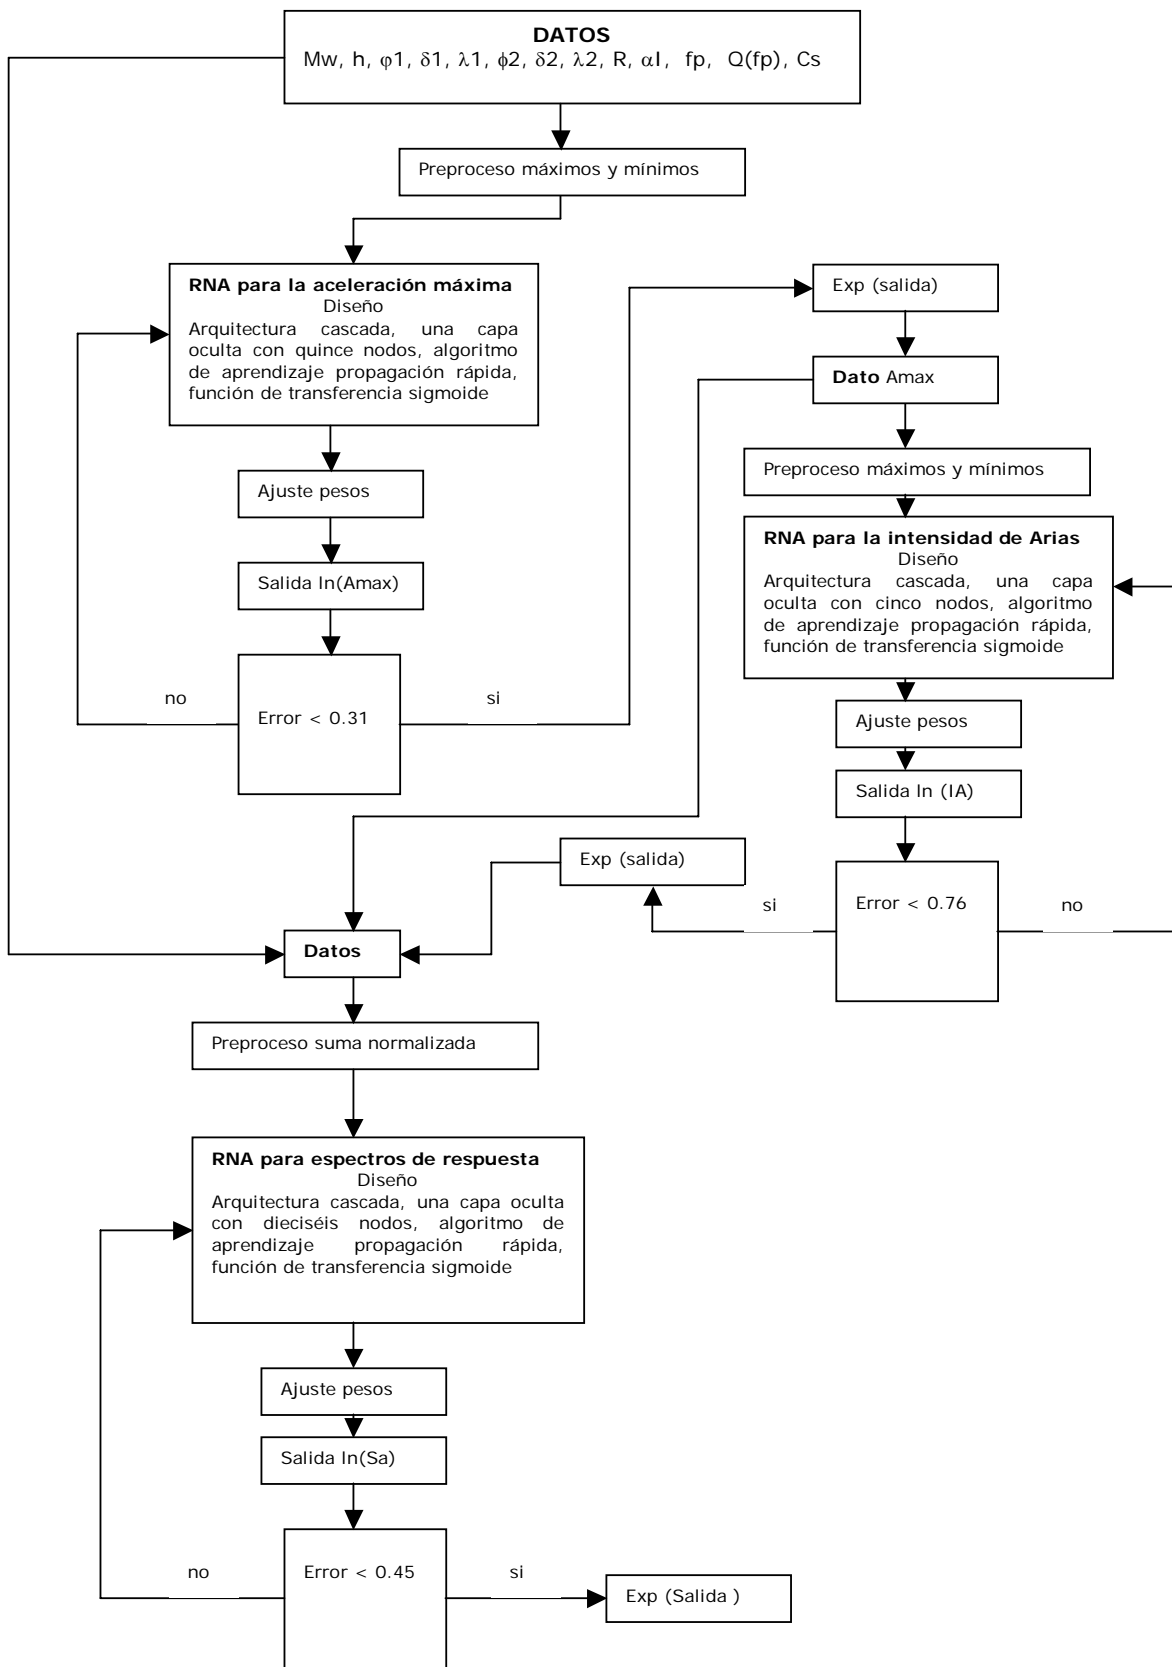 DATOS
Mw, h, φ1, δ1, λ1, ϕ2, δ2, λ2, R, αI, fp, Q(fp), Cs
Preproceso máximos y mínimos
RNA para la aceleración máxima
Diseño
Arquitectura cascada, una capa
oculta con quince nodos, algoritmo
de aprendizaje propagación rápida,
función de transferencia sigmoide
Ajuste pesos
Salida ln(Amax)
Error < 0.31
no
si
Exp (salida)
Dato Amax
Preproceso máximos y mínimos
RNA para la intensidad de Arias
Diseño
Arquitectura cascada, una capa
oculta con cinco nodos, algoritmo
de aprendizaje propagación rápida,
función de transferencia sigmoide
Ajuste pesos
Salida ln (IA)
Error < 0.76
si
no
Exp (salida)
Datos
Preproceso suma normalizada
RNA para espectros de respuesta
Diseño
Arquitectura cascada, una capa oculta
con dieciséis nodos, algoritmo de
aprendizaje propagación rápida,
función de transferencia sigmoide
Ajuste pesos
Salida ln(Sa)
Error < 0.45
no
si
Exp (Salida )